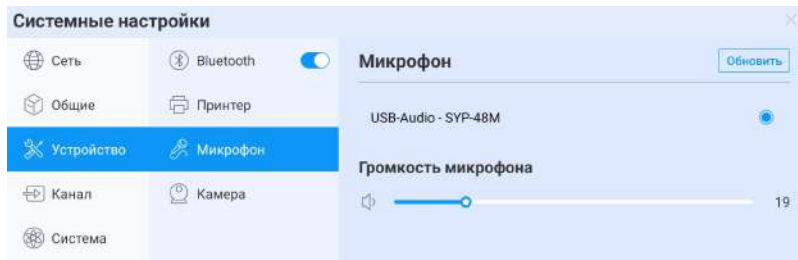 Системные настройки
Сеть
Общие
Устройство
Канал
Система
Bluetooth
Принтер
Микрофон
Камера
Микрофон
Обновить
USB-Audio - SYP-48M
Громкость микрофона
19